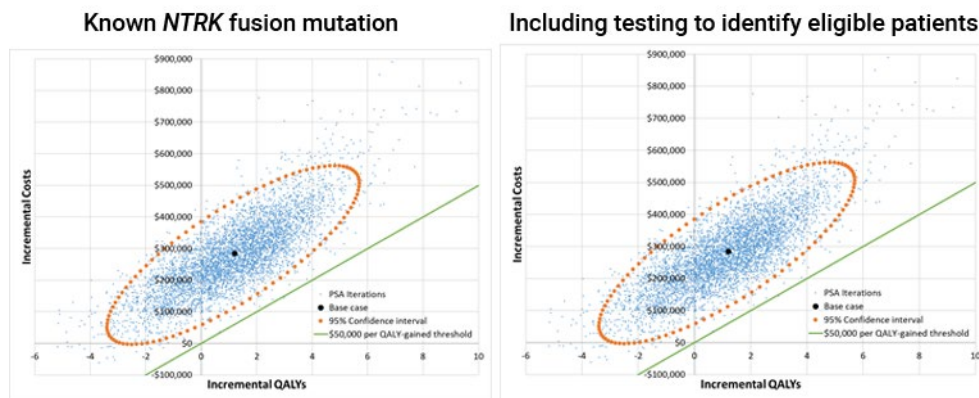 Known NTRK fusion mutation
$900,000
$800,000
$700,000
$600,000
$500,000
$400,000
$300,000
$200,000
$100,000
$0
-$100,000
-6 -4 -2 0 2 4 6 8 10
Incremental Costs
Incremental QALYs
PSA Iterations
Base case
95% Confidence interval
$50,000 per QALY-gained threshold
Including testing to identify eligible patients
$900,000
$800,000
$700,000
$600,000
$500,000
$400,000
$300,000
$200,000
$100,000
$0
-$100,000
-6 -4 -2 0 2 4 6 8 10
Incremental Costs
Incremental QALYs
PSA Iterations
Base case
95% Confidence interval
$50,000 per QALY-gained threshold